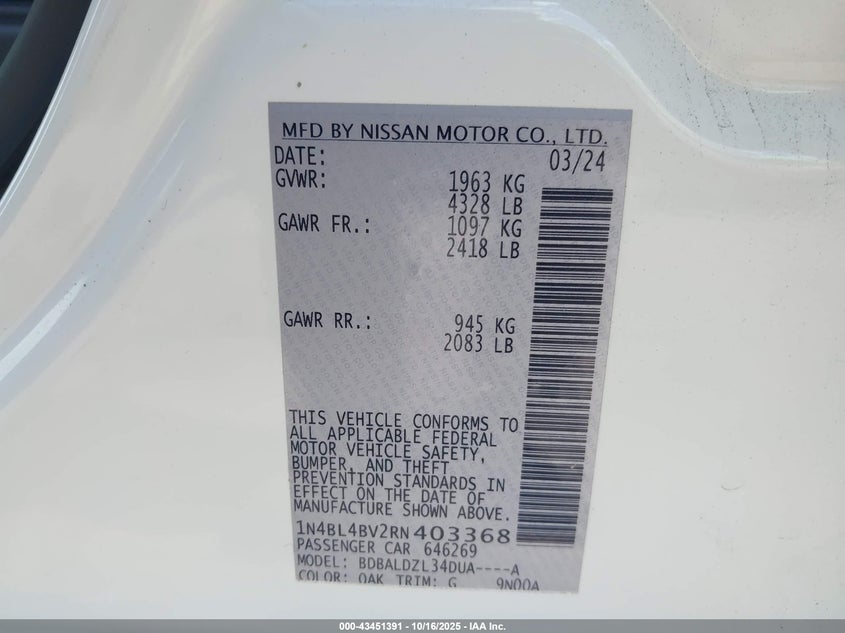 MFD BY NISSAN MOTOR CO., LTD.
DATE: 03/24
GVWR: 1963 KG
4328 LB
GAWR FR.: 1097 KG
2418 LB
GAWR RR.: 945 KG
2083 LB
THIS VEHICLE CONFORMS TO
ALL APPLICABLE FEDERAL
MOTOR VEHICLE SAFETY,
BUMPER, AND THEFT
PREVENTION STANDARDS IN
EFFECT ON THE DATE OF
MANUFACTURE SHOWN ABOVE.
1N4BL4BV2RN403368
PASSENGER CAR 646269
MODEL: BDBALDZL34DUA----A
COLOR: QAK TRIM: G 9N00A
000-43451391 - 10/16/2025 - IAA Inc.